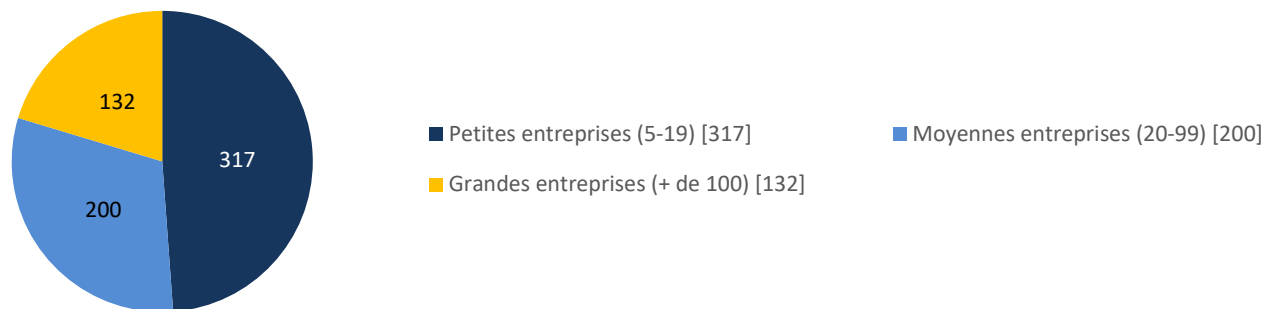 132
317
200
Petites entreprises (5-19) [317]
Moyennes entreprises (20-99) [200]
Grandes entreprises (+ de 100) [132]